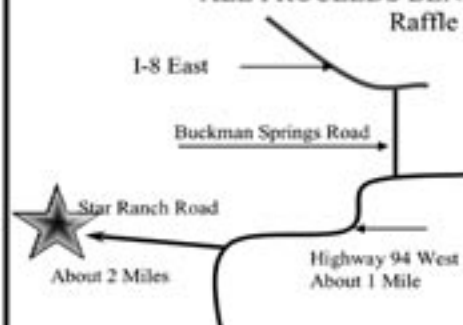 Raffle
I-8 East
Buckman Springs Road
Star Ranch Road
About 2 Miles
Highway 94 West
About 1 Mile